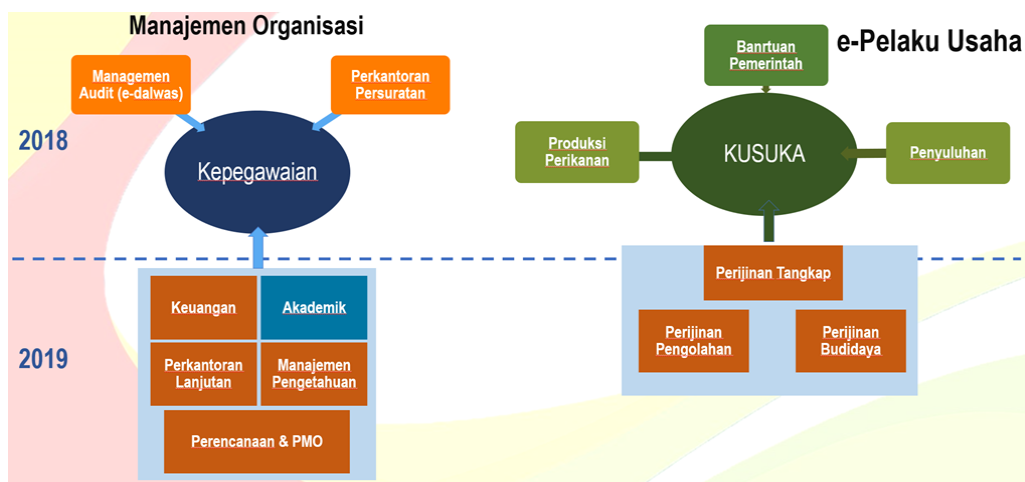 Manajemen Organisasi
e-Pelaku Usaha
Managemen
Audit (e-dalwas)
Perkantoran
Persuratan
Banrtuan
Pemerintah
2018
Kepegawaian
Produksi
Perikanan
KUSUKA
Penyuluhan
2019
Keuangan
Akademik
Perkantoran
Lanjutan
Manajemen
Pengetahuan
Perencanaan & PMO
Perijinan Tangkap
Perijinan
Pengolahan
Perijinan
Budidaya